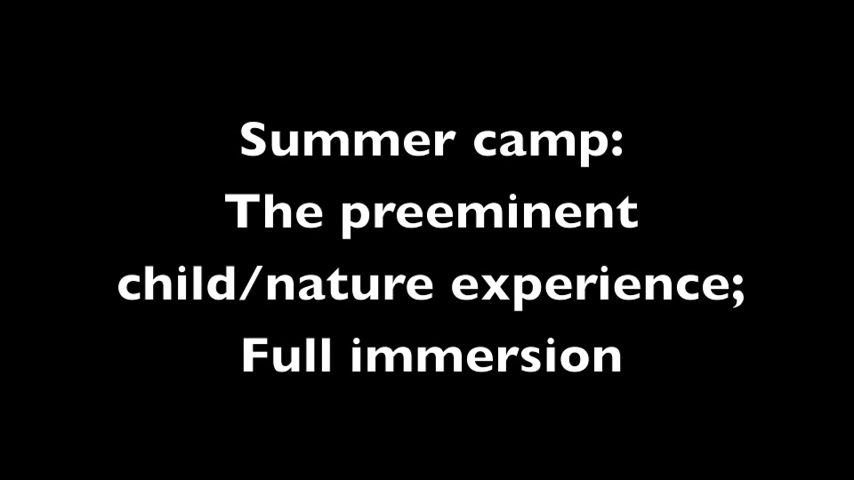 Summer camp:
The preeminent
child/nature experience;
Full immersion